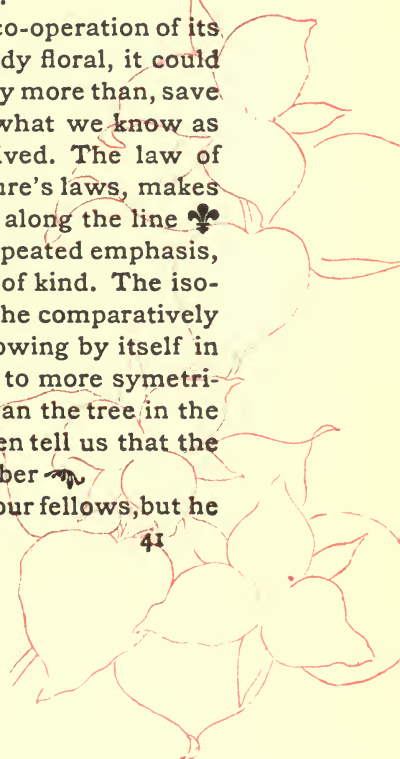 co-operation of its
dy floral, it could
y more than, save
what we know as
lved. The law of
ure's laws, makes
along the line
peated emphasis,
of kind. The iso-
he comparatively
owing by itself in
to more symetri-
an the tree in the
en tell us that the
ber
our fellows,but he
41